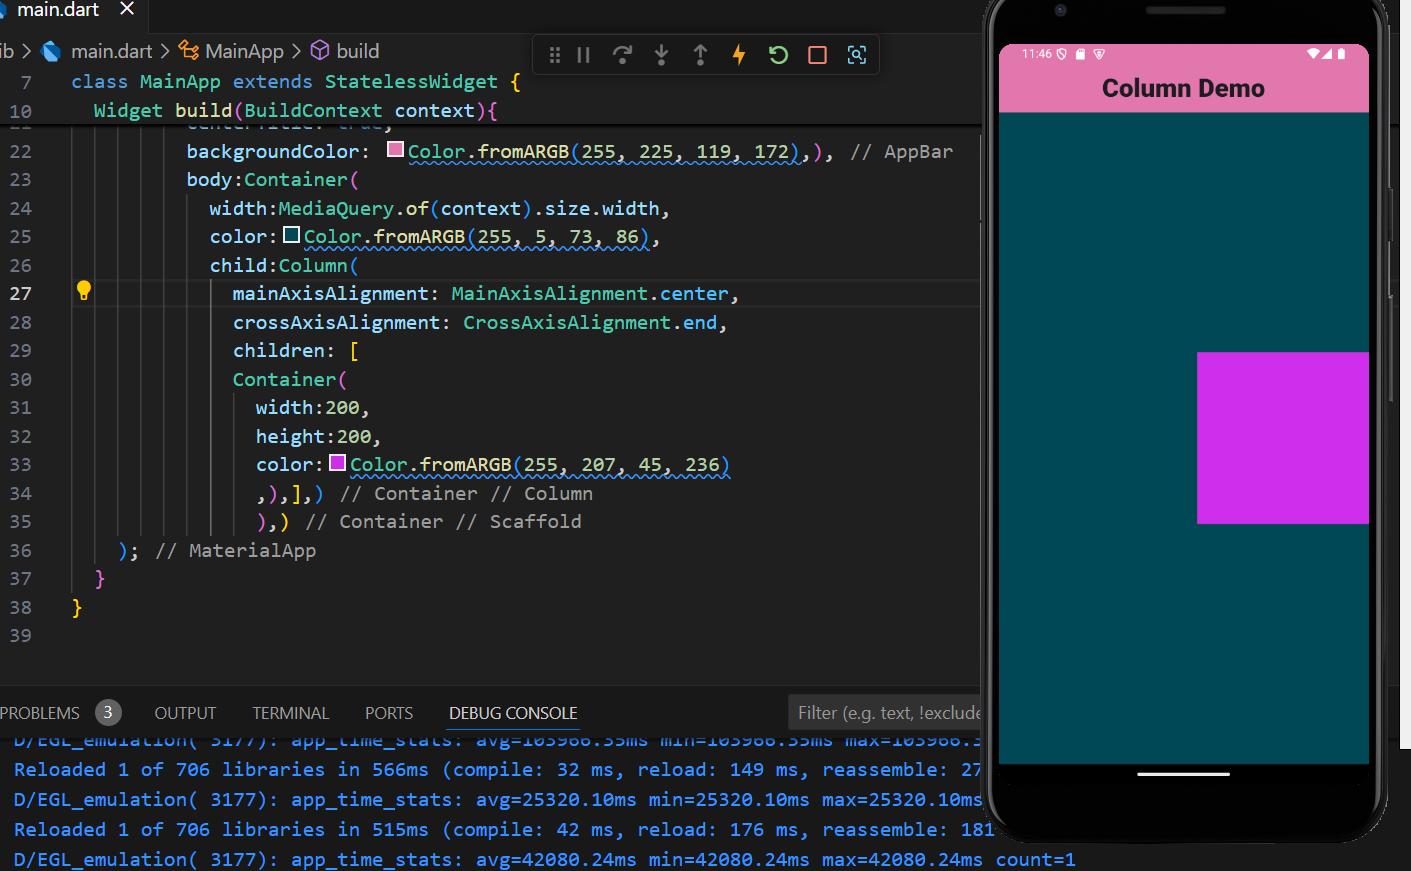 main.dart ×
ib > main.dart > MainApp > build
7 class MainApp extends StatelessWidget {
10 Widget build(BuildContext context){
21 centerTitle: true,
22 backgroundColor: Color.fromARGB(255, 225, 119, 172),), // AppBar
23 body:Container(
24 width:MediaQuery.of(context).size.width,
25 color: Color.fromARGB(255, 5, 73, 86),
26 child:Column(
27 mainAxisAlignment: MainAxisAlignment.center,
28 crossAxisAlignment: CrossAxisAlignment.end,
29 children: [
30 Container(
31 width:200,
32 height:200,
33 color: Color.fromARGB(255, 207, 45, 236)
34 ,),],) // Container // Column
35 ),) // Container // Scaffold
36 ); // MaterialApp
37 }
38 }
39
PROBLEMS 3 OUTPUT TERMINAL PORTS DEBUG CONSOLE Filter (e.g. text, !exclude
D/EGL_emulation( 3177): app_time_stats: avg=103966.35ms min=103966.35ms max=103966.3
Reloaded 1 of 706 libraries in 566ms (compile: 32 ms, reload: 149 ms, reassemble: 27
D/EGL_emulation( 3177): app_time_stats: avg=25320.10ms min=25320.10ms max=25320.10ms
Reloaded 1 of 706 libraries in 515ms (compile: 42 ms, reload: 176 ms, reassemble: 181
D/EGL_emulation( 3177): app_time_stats: avg=42080.24ms min=42080.24ms max=42080.24ms count=1
11:46
Column Demo